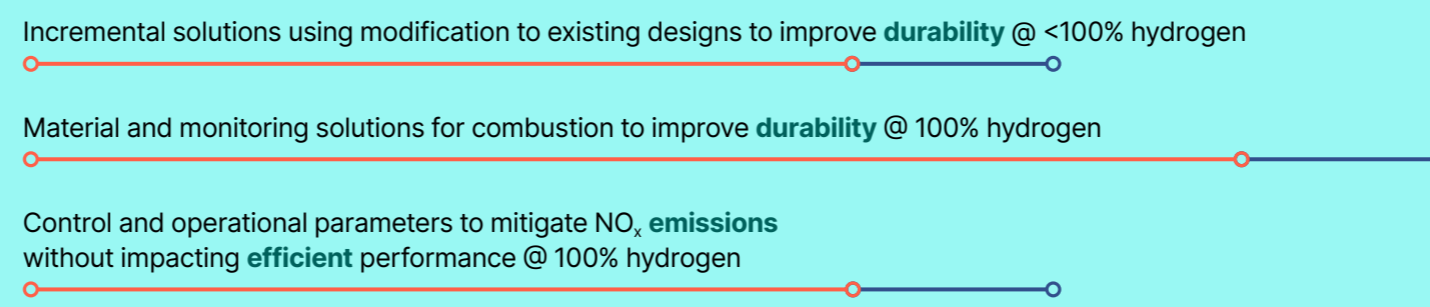 Incremental solutions using modification to existing designs to improve durability @ <100% hydrogen
Material and monitoring solutions for combustion to improve durability @ 100% hydrogen
Control and operational parameters to mitigate NOₓ emissions
without impacting efficient performance @ 100% hydrogen